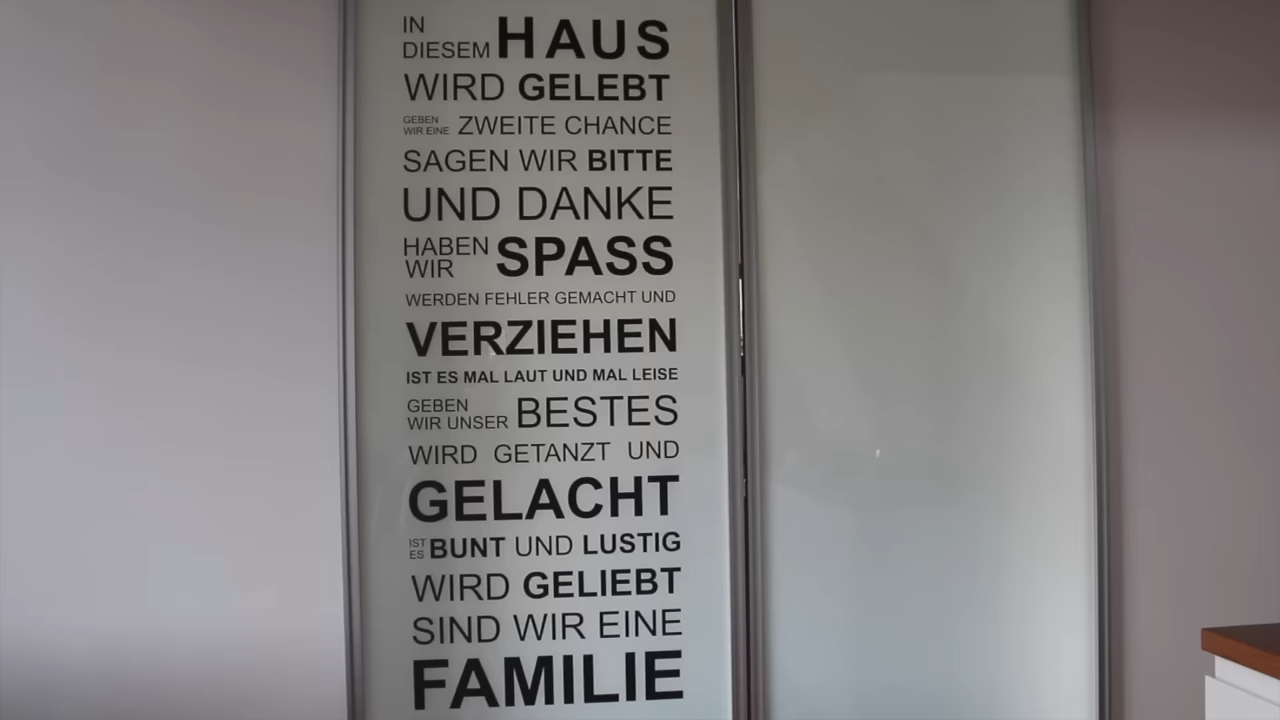 IN
DIESEM HAUS
WIRD GELEBT
GEBEN
WIR EINE ZWEITE CHANCE
SAGEN WIR BITTE
UND DANKE
HABEN
WIR SPASS
WERDEN FEHLER GEMACHT UND
VERZIEHEN
IST ES MAL LAUT UND MAL LEISE
GEBEN
WIR UNSER BESTES
WIRD GETANZT UND
GELACHT
IST
ES BUNT UND LUSTIG
WIRD GELIEBT
SIND WIR EINE
FAMILIE